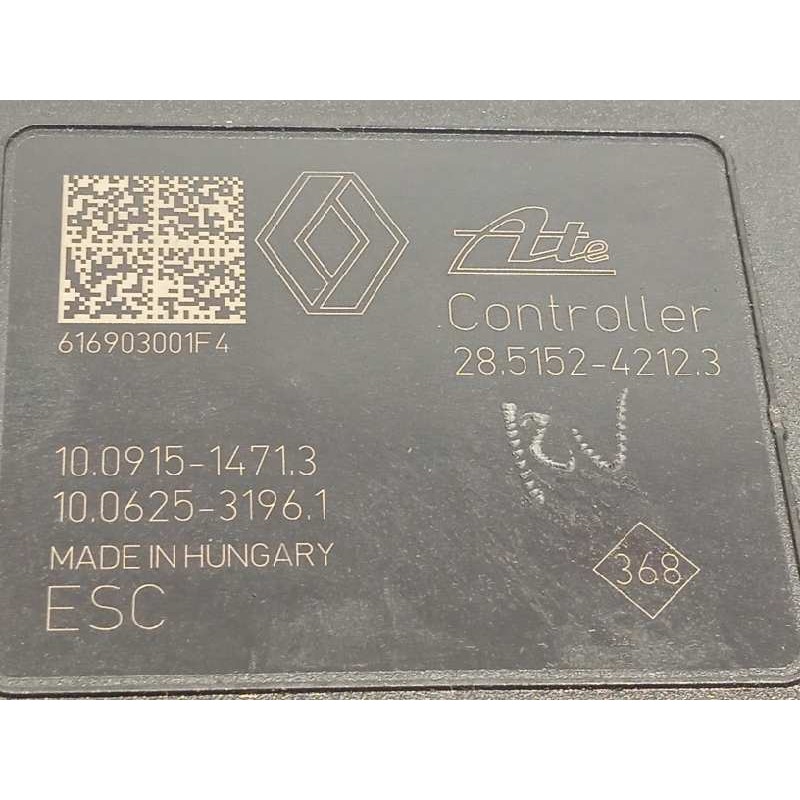 Ate
Controller
28.5152-4212.3
616903001F4
10.0915-1471.3
10.0625-3196.1
MADE IN HUNGARY
ESC
368